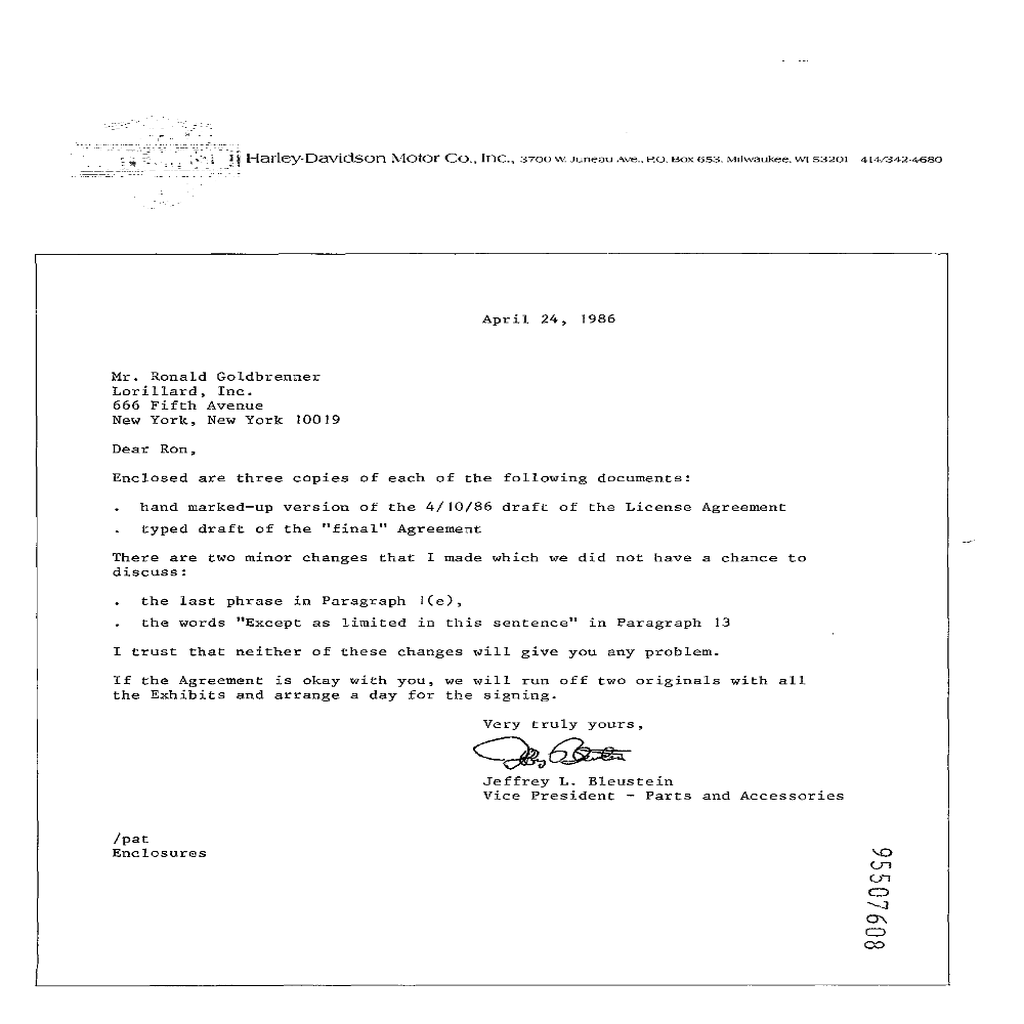 Harley-Davidson Motor Co., Inc., 3700 W. Juneau Ave., P.O. Box 653, Milwaukee, WI 53201 414/342-4680
April 24, 1986
Mr. Ronald Goldbrenner
Lorillard, Inc.
666 Fifth Avenue
New York, New York 10019
Dear Ron,
Enclosed are three copies of each of the following documents:
. hand marked-up version of the 4/10/86 draft of the License Agreement
. typed draft of the "final" Agreement
There are two minor changes that I made which we did not have a chance to
discuss:
. the last phrase in Paragraph 1(e),
. the words "Except as limited in this sentence" in Paragraph 13
I trust that neither of these changes will give you any problem.
If the Agreement is okay with you, we will run off two originals with all
the Exhibits and arrange a day for the signing.
Very truly yours,
Jeffrey L. Bleustein
Vice President - Parts and Accessories
/pat
Enclosures
95507608